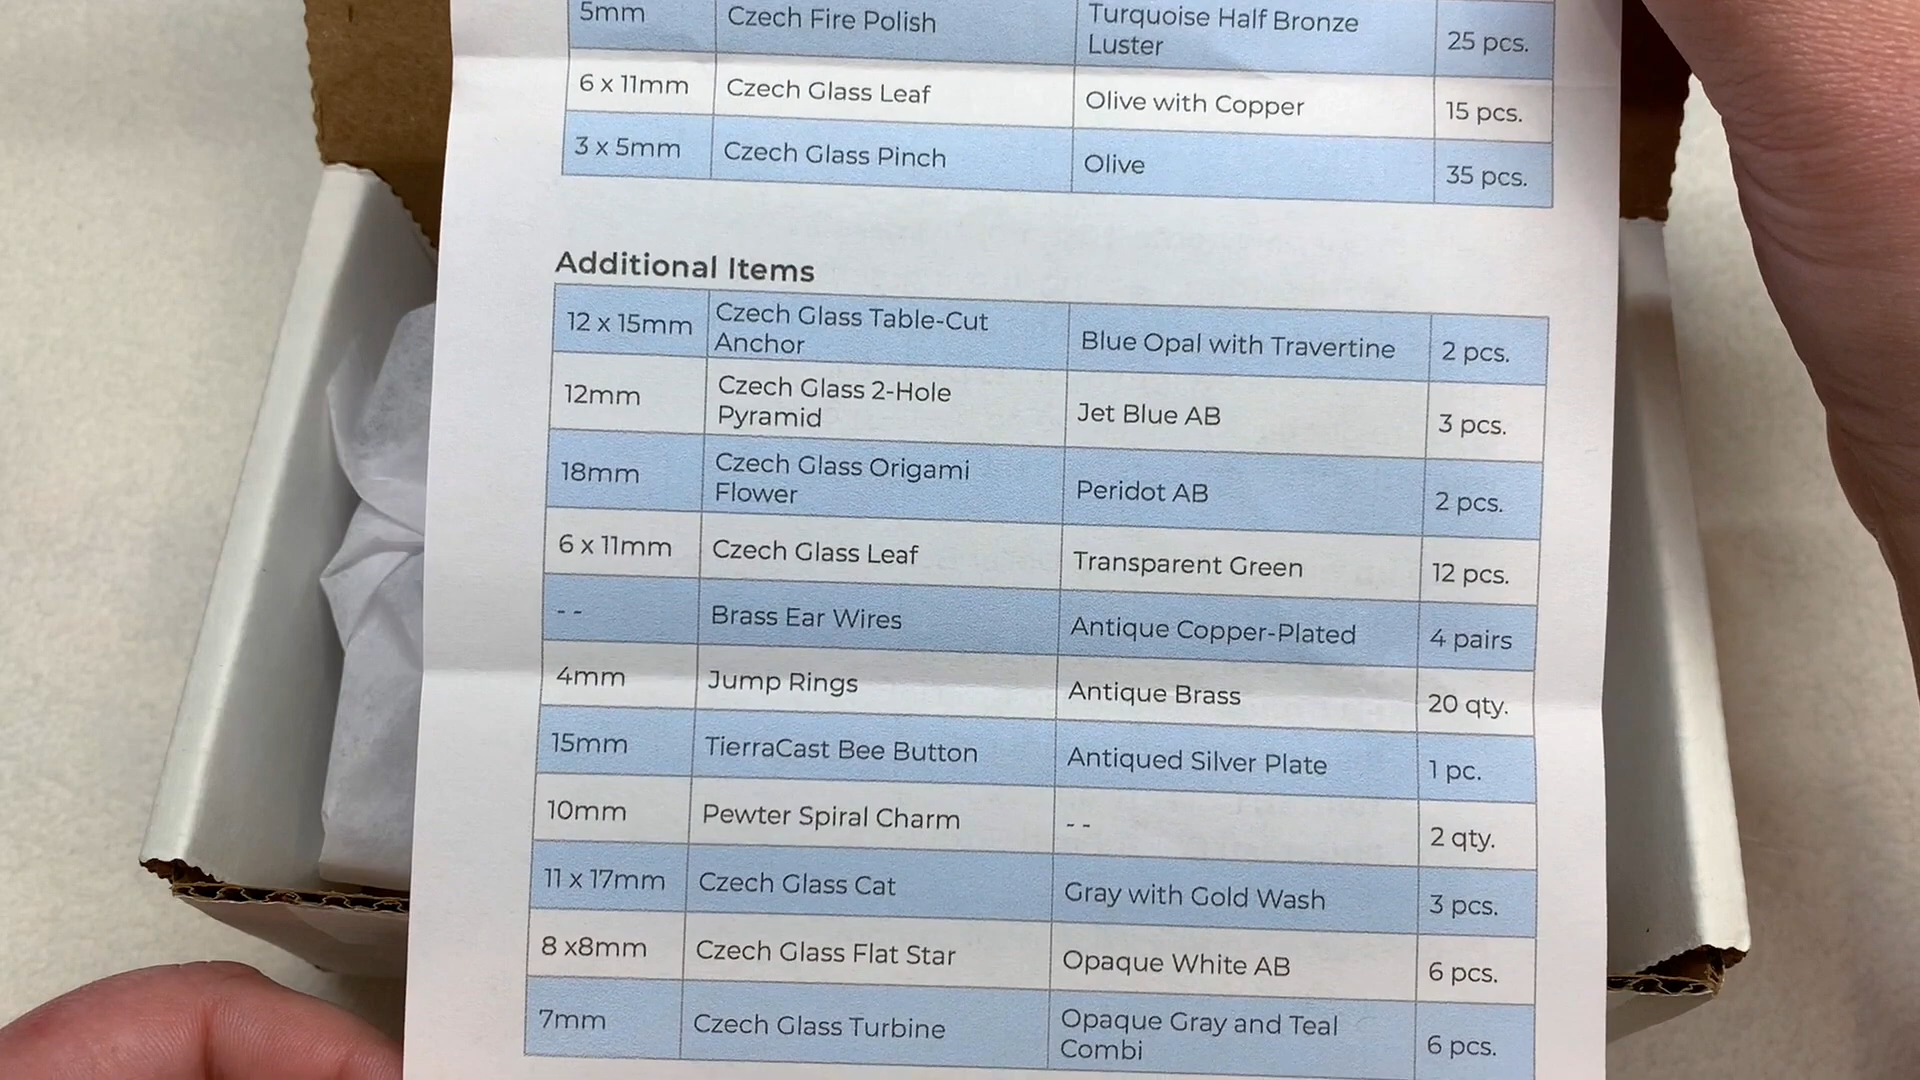 5mm Czech Fire Polish Turquoise Half Bronze Luster 25 pcs.
6 x 11mm Czech Glass Leaf Olive with Copper 15 pcs.
3 x 5mm Czech Glass Pinch Olive 35 pcs.
Additional Items
12 x 15mm Czech Glass Table-Cut Anchor Blue Opal with Travertine 2 pcs.
12mm Czech Glass 2-Hole Pyramid Jet Blue AB 3 pcs.
18mm Czech Glass Origami Flower Peridot AB 2 pcs.
6 x 11mm Czech Glass Leaf Transparent Green 12 pcs.
- - Brass Ear Wires Antique Copper-Plated 4 pairs
4mm Jump Rings Antique Brass 20 qty.
15mm TierraCast Bee Button Antiqued Silver Plate 1 pc.
10mm Pewter Spiral Charm - - 2 qty.
11 x 17mm Czech Glass Cat Gray with Gold Wash 3 pcs.
8 x8mm Czech Glass Flat Star Opaque White AB 6 pcs.
7mm Czech Glass Turbine Opaque Gray and Teal Combi 6 pcs.